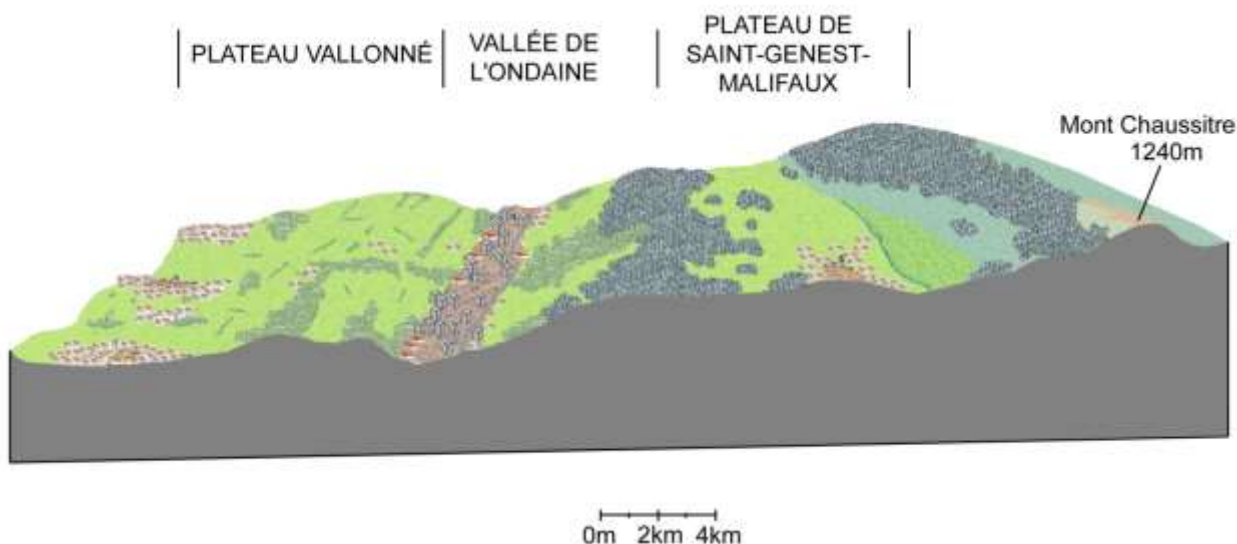 PLATEAU VALLONNÉ
VALLÉE DE
L'ONDAINE
PLATEAU DE
SAINT-GENEST-
MALIFAUX
Mont Chaussitre
1240m
0m 2km 4km